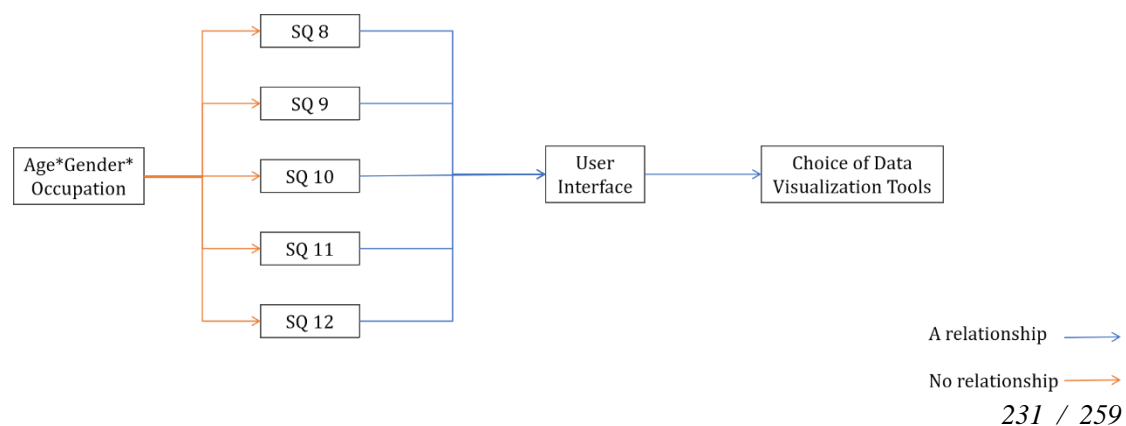 SQ 8
SQ 9
Age*Gender*
Occupation
SQ 10
User
Interface
Choice of Data
Visualization Tools
SQ 11
SQ 12
A relationship
No relationship
231 / 259